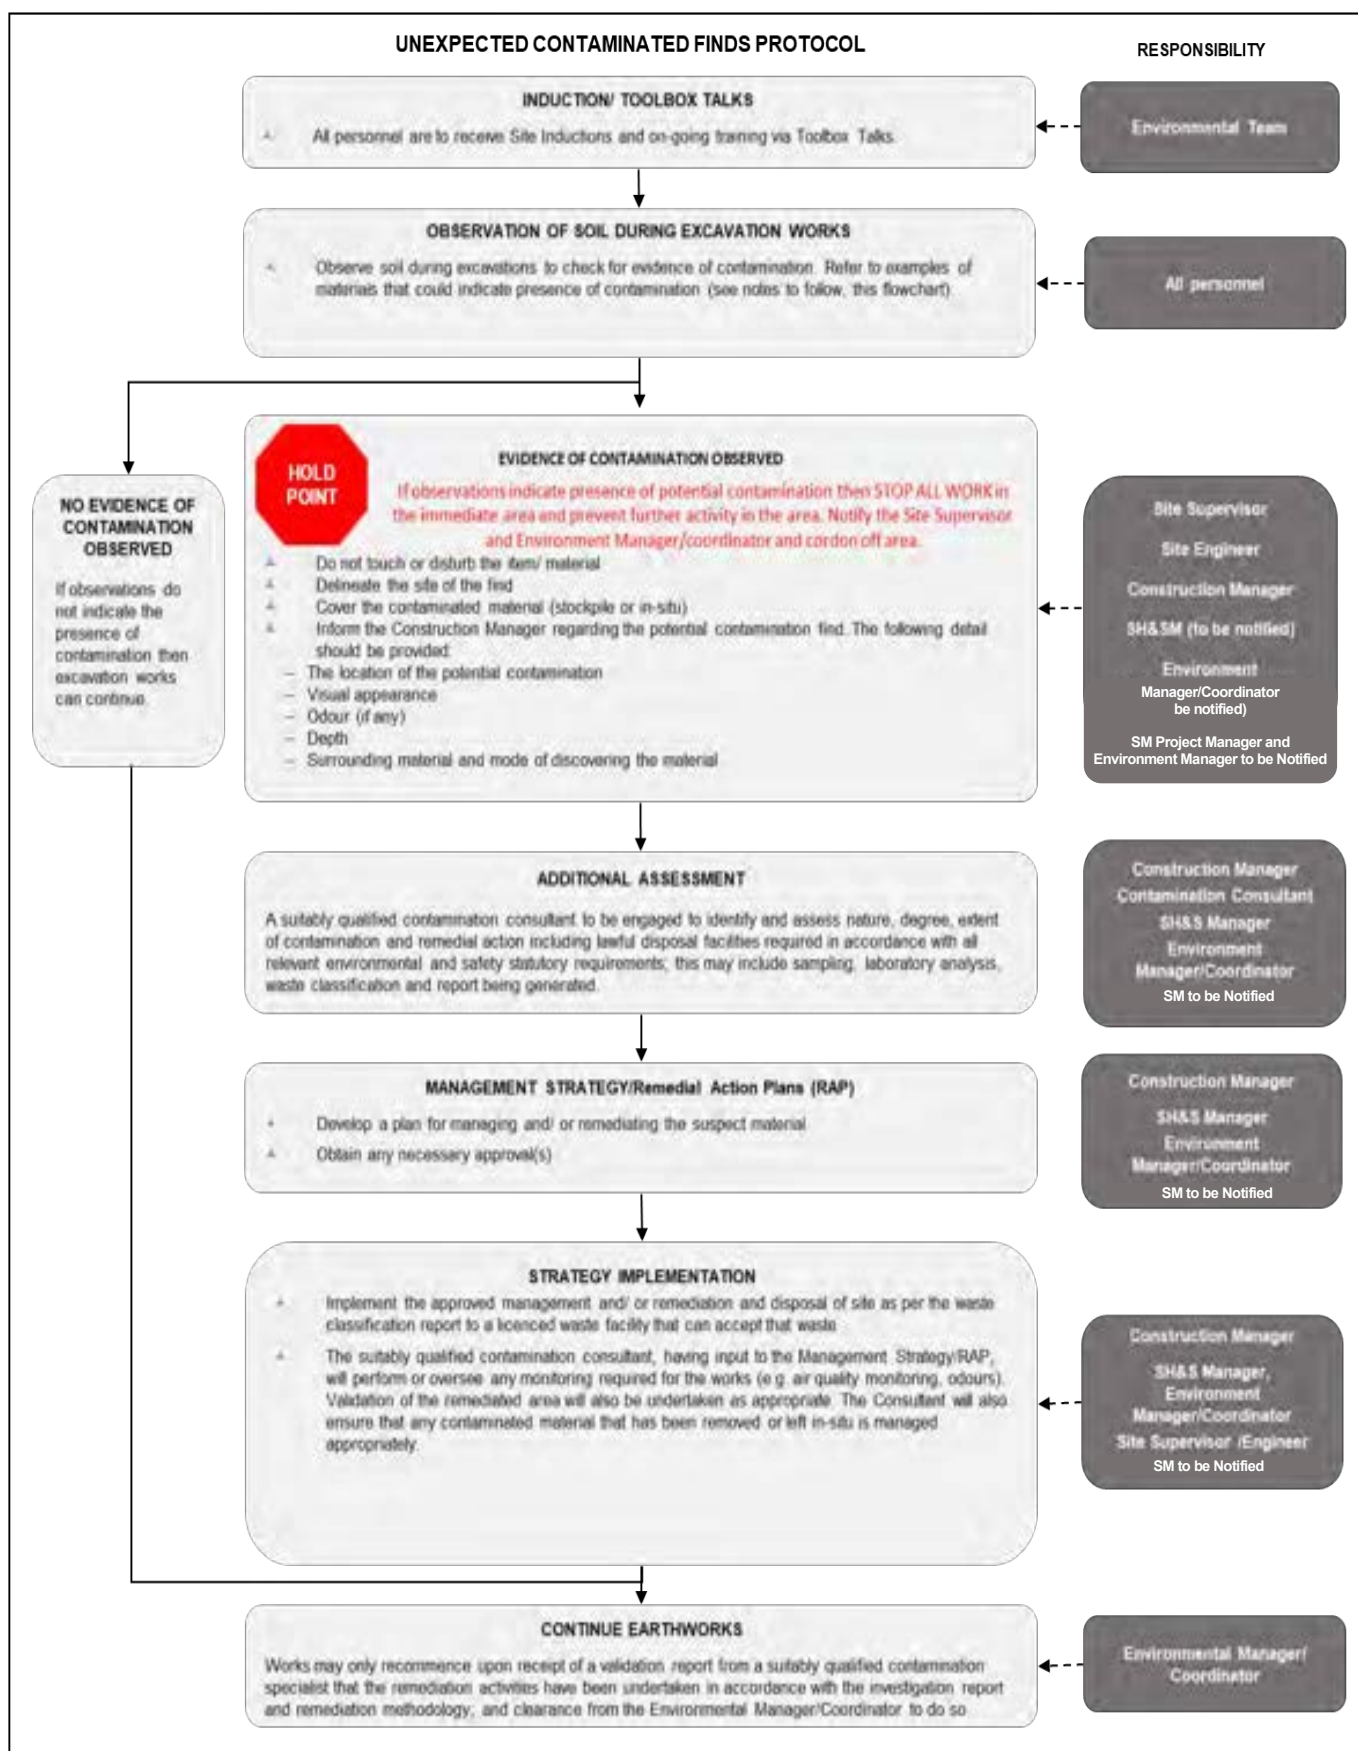 UNEXPECTED CONTAMINATED FINDS PROTOCOL
RESPONSIBILITY
INDUCTION/ TOOLBOX TALKS
All personnel are to receive Site Inductions and on-going training via Toolbox Talks.
Environmental Team
OBSERVATION OF SOIL DURING EXCAVATION WORKS
Observe soil during excavations to check for evidence of contamination. Refer to examples of
materials that could indicate presence of contamination (see notes to follow, this flowchart)
All personnel
NO EVIDENCE OF
CONTAMINATION
OBSERVED
If observations do
not indicate the
presence of
contamination then
excavation works
can continue.
HOLD
POINT
EVIDENCE OF CONTAMINATION OBSERVED
If observations indicate presence of potential contamination then STOP ALL WORK in
the immediate area and prevent further activity in the area. Notify the Site Supervisor
and Environment Manager/coordinator and cordon off area.
Do not touch or disturb the item/ material
Delineate the site of the find
Cover the contaminated material (stockpile or in-situ)
Inform the Construction Manager regarding the potential contamination find. The following detail
should be provided:
– The location of the potential contamination
– Visual appearance
– Odour (if any)
– Depth
– Surrounding material and mode of discovering the material
Site Supervisor
Site Engineer
Construction Manager
SH&SM (to be notified)
Environment
Manager/Coordinator
be notified)
SM Project Manager and
Environment Manager to be Notified
ADDITIONAL ASSESSMENT
A suitably qualified contamination consultant to be engaged to identify and assess nature, degree, extent
of contamination and remedial action including lawful disposal facilities required in accordance with all
relevant environmental and safety statutory requirements; this may include sampling, laboratory analysis,
waste classification and report being generated.
Construction Manager
Contamination Consultant
SH&S Manager
Environment
Manager/Coordinator
SM to be Notified
MANAGEMENT STRATEGY/Remedial Action Plans (RAP)
Develop a plan for managing and/ or remediating the suspect material
Obtain any necessary approval(s)
Construction Manager
SH&S Manager
Environment
Manager/Coordinator
SM to be Notified
STRATEGY IMPLEMENTATION
Implement the approved management and/ or remediation and disposal of site as per the waste
classification report to a licenced waste facility that can accept that waste
The suitably qualified contamination consultant, having input to the Management Strategy/RAP,
will perform or oversee any monitoring required for the works (e.g. air quality monitoring, odours).
Validation of the remediated area will also be undertaken as appropriate. The Consultant will also
ensure that any contaminated material that has been removed or left in-situ is managed
appropriately.
Construction Manager
SH&S Manager,
Environment
Manager/Coordinator
Site Supervisor /Engineer
SM to be Notified
CONTINUE EARTHWORKS
Works may only recommence upon receipt of a validation report from a suitably qualified contamination
specialist that the remediation activities have been undertaken in accordance with the investigation report
and remediation methodology; and clearance from the Environmental Manager/Coordinator to do so
Environmental Manager/
Coordinator